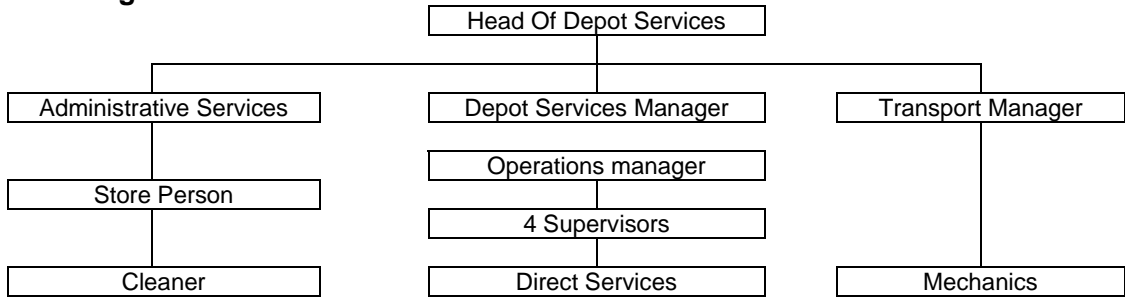 Head Of Depot Services
Administrative Services
Depot Services Manager
Transport Manager
Operations manager
Store Person
4 Supervisors
Cleaner
Direct Services
Mechanics